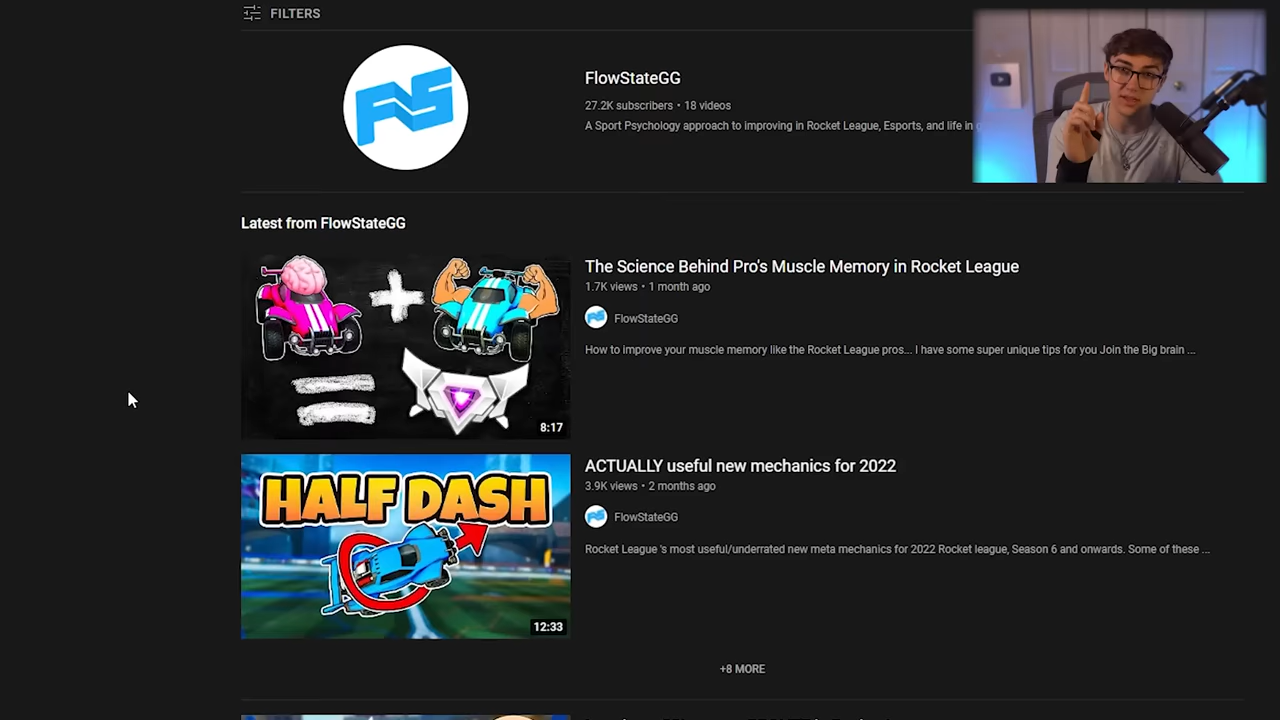 FILTERS
FS
FlowStateGG
27.2K subscribers • 18 videos
A Sport Psychology approach to improving in Rocket League, Esports, and life in
Latest from FlowStateGG
The Science Behind Pro's Muscle Memory in Rocket League
1.7K views • 1 month ago
FlowStateGG
How to improve your muscle memory like the Rocket League pros... I have some super unique tips for you Join the Big brain ...
8:17
HALF DASH
ACTUALLY useful new mechanics for 2022
3.9K views • 2 months ago
FlowStateGG
Rocket League 's most useful/underrated new meta mechanics for 2022 Rocket league, Season 6 and onwards. Some of these ...
12:33
+8 MORE